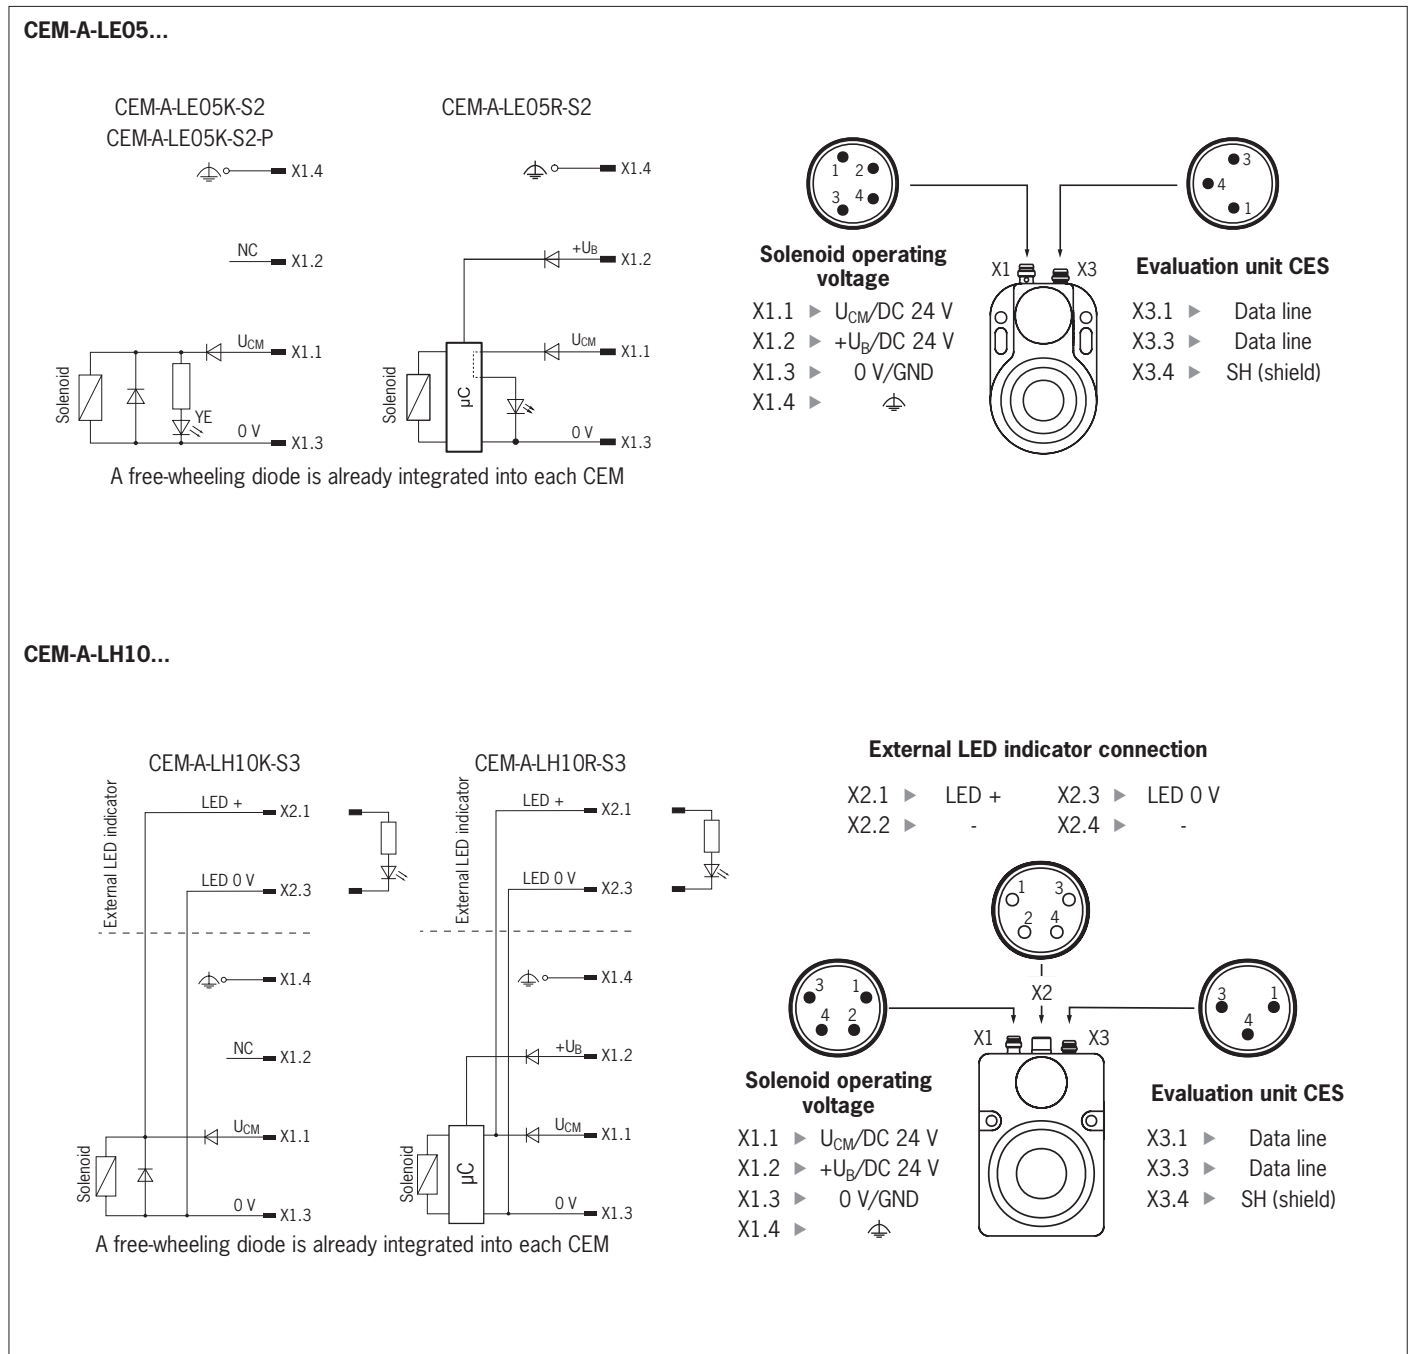 CEM-A-LE05...
CEM-A-LE05K-S2
CEM-A-LE05K-S2-P
X1.4
NC
X1.2
UCM
X1.1
Solenoid
YE
0 V
X1.3
CEM-A-LE05R-S2
X1.4
+UB
X1.2
UCM
X1.1
Solenoid
µC
0 V
X1.3
A free-wheeling diode is already integrated into each CEM
1 2
3 4
3
4
1
X1
X3
Solenoid operating
voltage
X1.1 ▶ UCM/DC 24 V
X1.2 ▶ +UB/DC 24 V
X1.3 ▶ 0 V/GND
X1.4 ▶
Evaluation unit CES
X3.1 ▶ Data line
X3.3 ▶ Data line
X3.4 ▶ SH (shield)
CEM-A-LH10...
CEM-A-LH10K-S3
External LED indicator
LED +
X2.1
LED 0 V
X2.3
X1.4
NC
X1.2
UCM
X1.1
Solenoid
0 V
X1.3
CEM-A-LH10R-S3
External LED indicator
LED +
X2.1
LED 0 V
X2.3
X1.4
+UB
X1.2
UCM
X1.1
Solenoid
µC
0 V
X1.3
A free-wheeling diode is already integrated into each CEM
External LED indicator connection
X2.1 ▶ LED + X2.3 ▶ LED 0 V
X2.2 ▶ - X2.4 ▶ -
1 3
2 4
X2
3 1
4 2
3 1
4
X1
X3
Solenoid operating
voltage
X1.1 ▶ UCM/DC 24 V
X1.2 ▶ +UB/DC 24 V
X1.3 ▶ 0 V/GND
X1.4 ▶
Evaluation unit CES
X3.1 ▶ Data line
X3.3 ▶ Data line
X3.4 ▶ SH (shield)